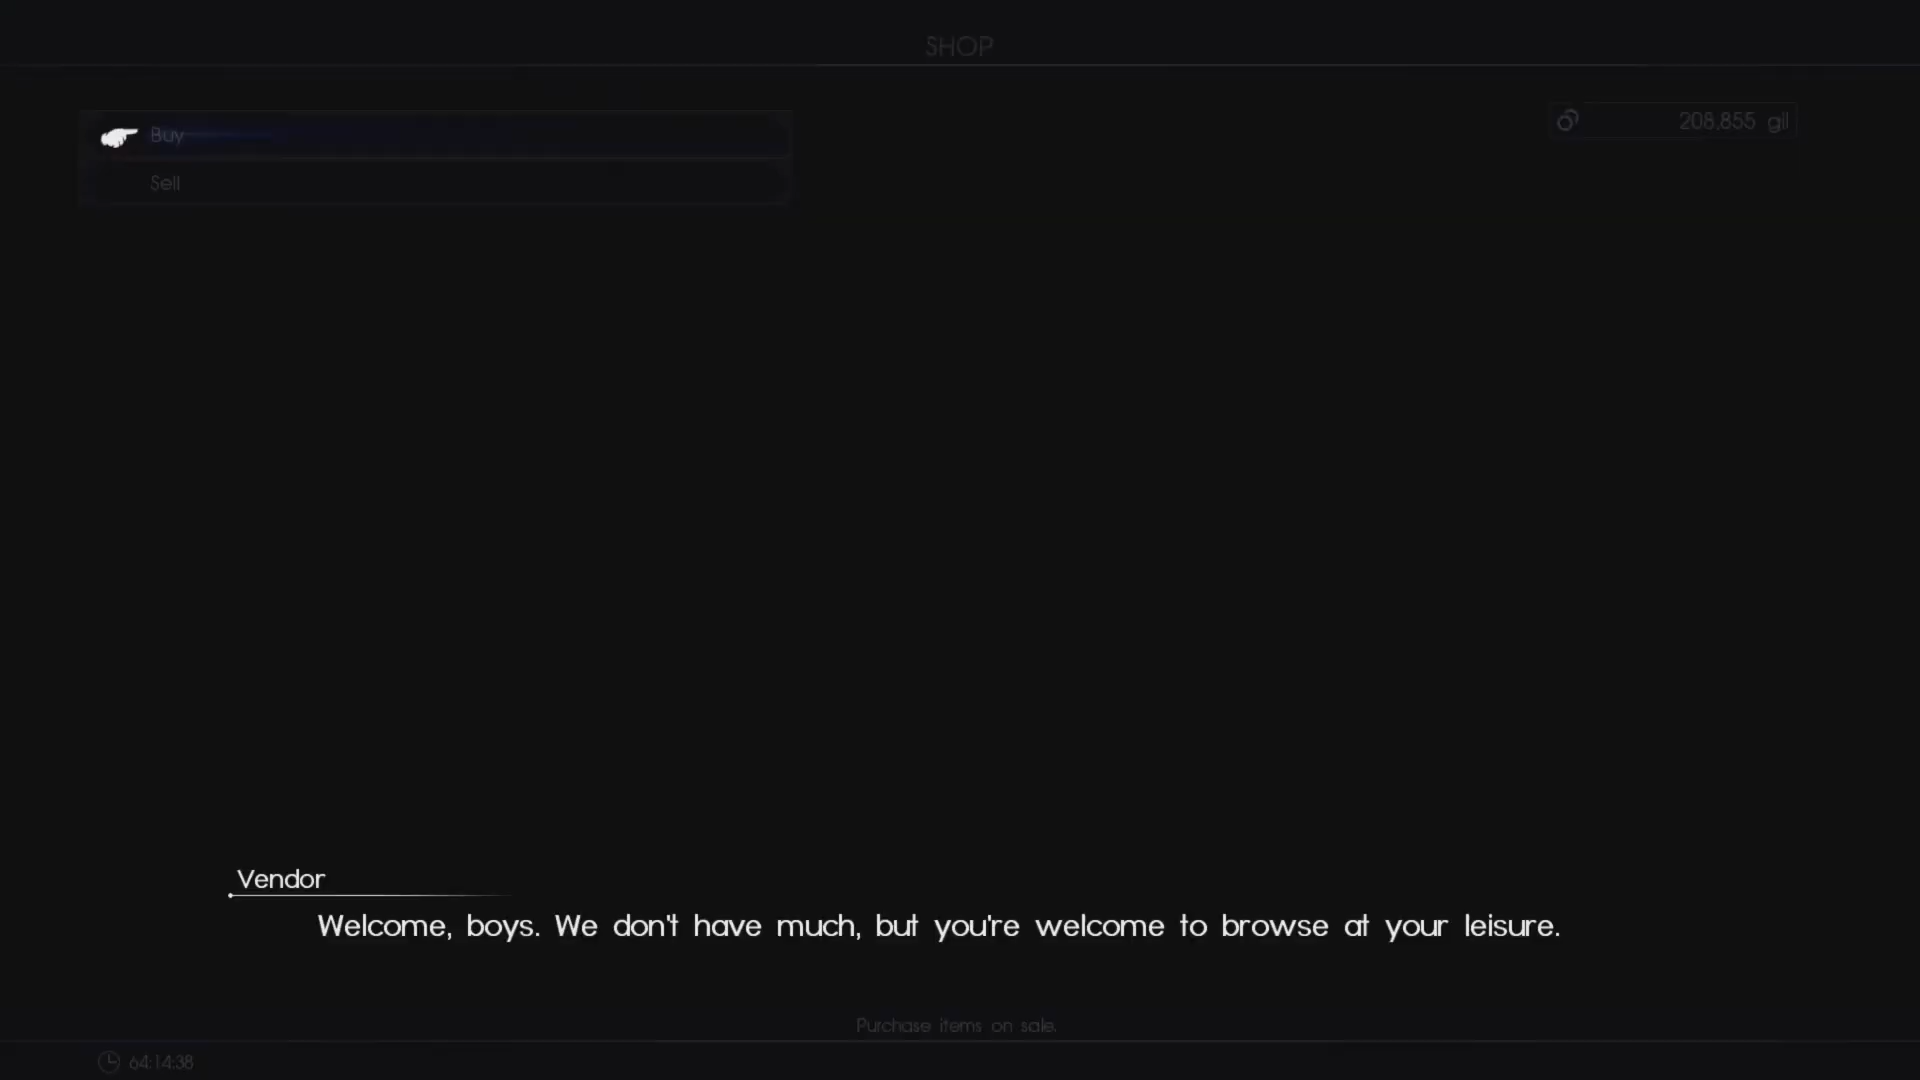 SHOP
Buy
208,855 gil
Sell
Vendor
Welcome, boys. We don't have much, but you're welcome to browse at your leisure.
Purchase items on sale.
64:14:38